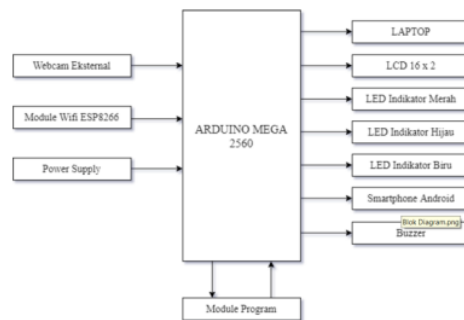 Webcam Eksternal
Module Wifi ESP8266
Power Supply
ARDUINO MEGA
2560
LAPTOP
LCD 16 x 2
LED Indikator Merah
LED Indikator Hijau
LED Indikator Biru
Smartphone Android
Blok Diagram.png
Buzzer
Module Program